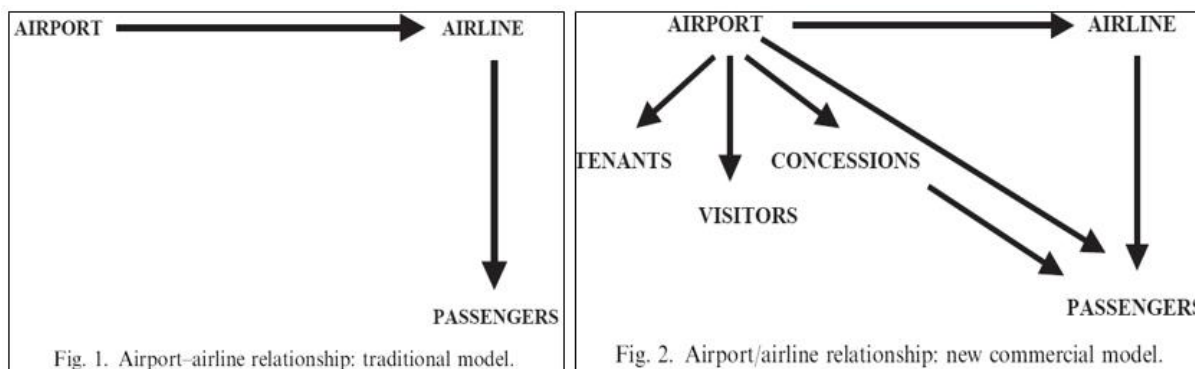 AIRPORT AIRLINE
PASSENGERS
Fig. 1. Airport–airline relationship: traditional model.
AIRPORT AIRLINE
TENANTS CONCESSIONS
VISITORS
PASSENGERS
Fig. 2. Airport/airline relationship: new commercial model.